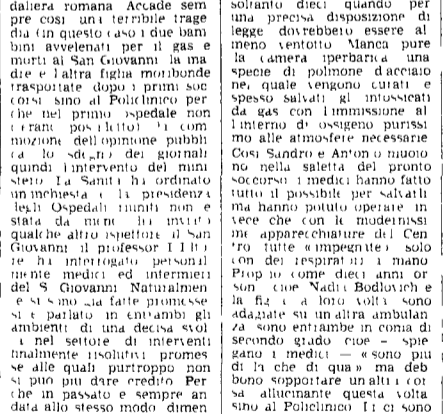 daliera romana Accade sem
pre così una terribile trage
dia (in questo caso i due bam
bini avvelenati per il gas e
morti al San Giovanni la ma
dre e l altra figlia moribonde
trasportate dopo i primi soc
corsi sino al Policlinico per
che nel primo ospedale non
c erano posti letto) la com
mozione dell opinione pubbli
ca lo sdegno dei giornali
quindi l intervento del mini
stero La Sanità ha ordinato
un inchiesta e la presidenza
degli Ospedali riuniti non è
stata da meno ha inviato
qualche altro ispettore il San
Giovanni il professor
re ha interrogato personal
mente medici ed infermieri
del S Giovanni Naturalmen
e si sono già fatte promesse
si è parlato in entrambi gli
ambienti di una decisa svol
nel settore di interventi
finalmente risolutivi promes
se alle quali purtroppo non
si può più dare credito Per
che in passato e sempre an
data allo stesso modo dimen
soltanto dieci quando per
una precisa disposizione di
legge dovrebbero essere al
meno ventotto Manca pure
la camera iperbarica una
specie di polmone d acciaio
ne, quale vengono curati e
spesso salvati gli intossicati
da gas con l immissione al
l interno di ossigeno purissi
mo alle atmosfere necessarie
Così Sandro e Antonio muoio
no nella saletta del pronto
soccorso i medici hanno fatto
tutto il possibile per salvarli
ma hanno potuto operare in
vece che con le modernissi
me apparecchiature del Cen
tro tutte «impegnate» solo
con dei respiratori a mano
Proprio come dieci anni or
sono cioè Nadia Bodlovich e
la figlia a loro volta sono
adagiate su un altra ambulan
za sono entrambe in coma di
secondo grado cioè - spie
gano i medici — «sono più
di là che di qua» ma deb
bono sopportare un altra cor
sa allucinante questa volta
sino al Policlinico ci sono